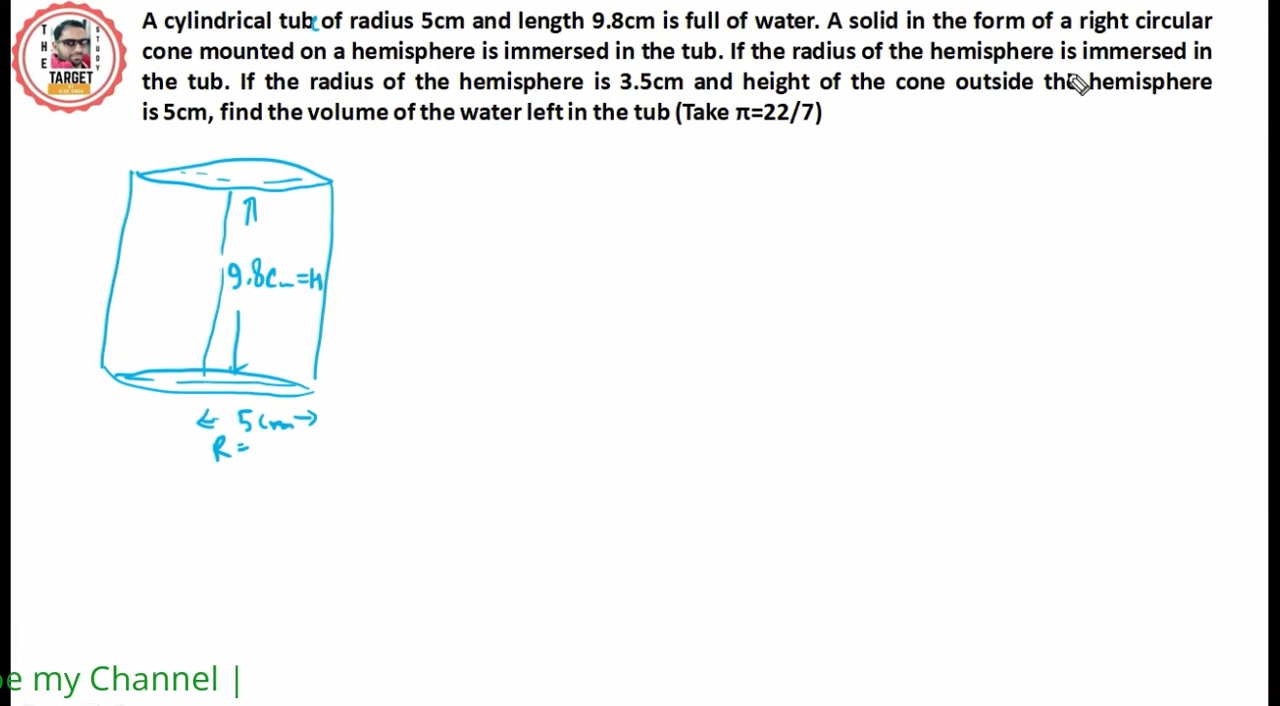 A cylindrical tub of radius 5cm and length 9.8cm is full of water. A solid in the form of a right circular
cone mounted on a hemisphere is immersed in the tub. If the radius of the hemisphere is immersed in
the tub. If the radius of the hemisphere is 3.5cm and height of the cone outside the hemisphere
is 5cm, find the volume of the water left in the tub (Take π=22/7)
THE
TARGET
STUDY
9.8cm=h
5cm
R=
e my Channel |